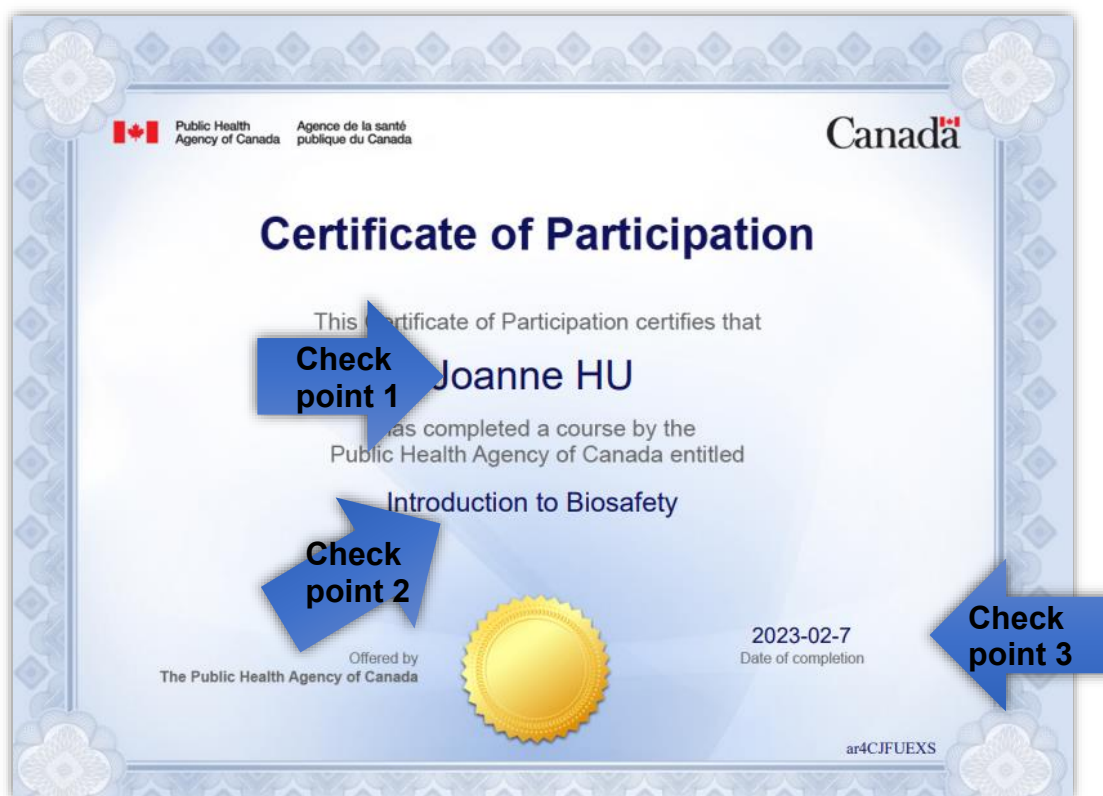 Public Health
Agency of Canada
Agence de la santé
publique du Canada
Canada
Certificate of Participation
This Certificate of Participation certifies that
Check
point 1
Joanne HU
has completed a course by the
Public Health Agency of Canada entitled
Introduction to Biosafety
Check
point 2
Offered by
The Public Health Agency of Canada
2023-02-7
Date of completion
Check
point 3
ar4CJFUEXS